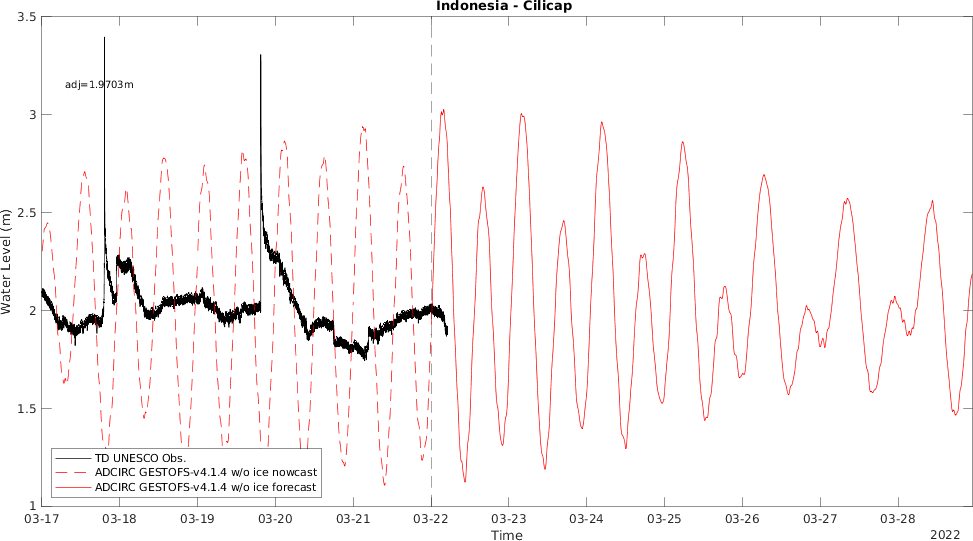 Indonesia - Cilicap
3.5
3
2.5
2
1.5
1
Water Level (m)
adj=1.9703m
TD UNESCO Obs.
ADCIRC GESTOFS-v4.1.4 w/o ice nowcast
ADCIRC GESTOFS-v4.1.4 w/o ice forecast
03-17 03-18 03-19 03-20 03-21 03-22 03-23 03-24 03-25 03-26 03-27 03-28
Time
2022